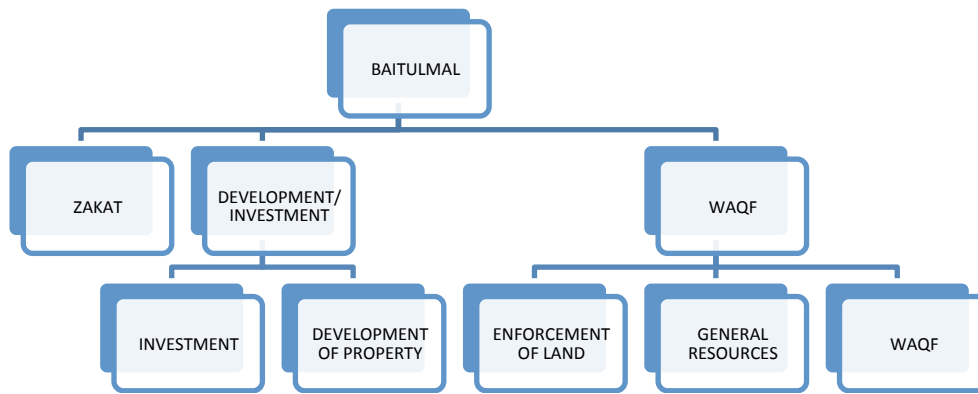 BAITULMAL
ZAKAT
DEVELOPMENT/
INVESTMENT
WAQF
INVESTMENT
DEVELOPMENT
OF PROPERTY
ENFORCEMENT
OF LAND
GENERAL
RESOURCES
WAQF